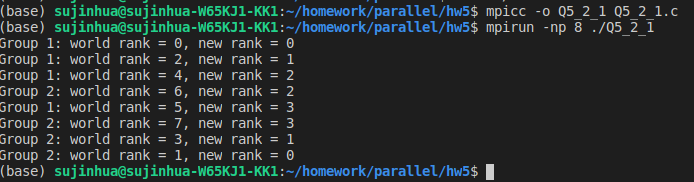 (base) sujinhua@sujinhua-W65KJ1-KK1:~/homework/parallel/hw5$ mpicc -o Q5_2_1 Q5_2_1.c
(base) sujinhua@sujinhua-W65KJ1-KK1:~/homework/parallel/hw5$ mpirun -np 8 ./Q5_2_1
Group 1: world rank = 0, new rank = 0
Group 1: world rank = 2, new rank = 1
Group 1: world rank = 4, new rank = 2
Group 2: world rank = 6, new rank = 2
Group 1: world rank = 5, new rank = 3
Group 2: world rank = 7, new rank = 3
Group 2: world rank = 3, new rank = 1
Group 2: world rank = 1, new rank = 0
(base) sujinhua@sujinhua-W65KJ1-KK1:~/homework/parallel/hw5$